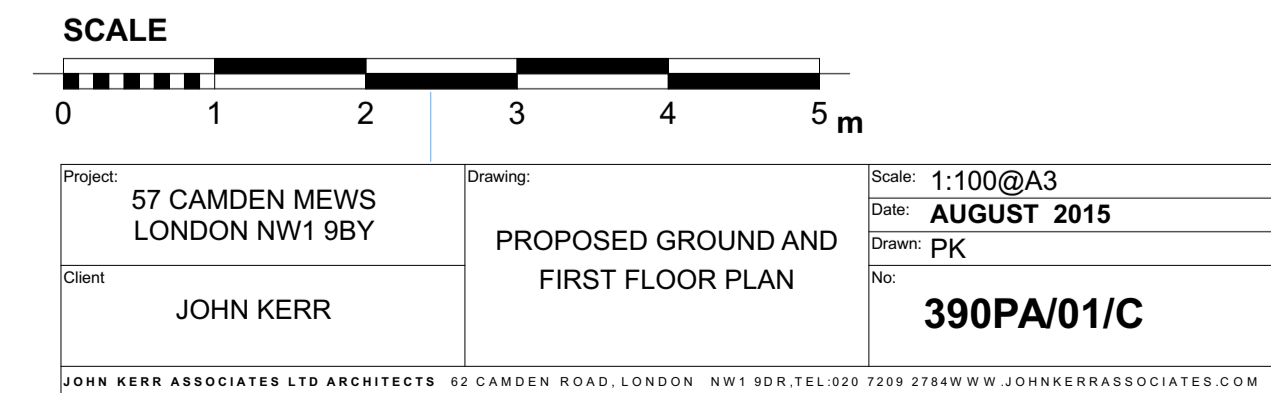 SCALE
0 1 2 3 4 5 m
Project:
57 CAMDEN MEWS
LONDON NW1 9BY
Client
JOHN KERR
Drawing:
PROPOSED GROUND AND
FIRST FLOOR PLAN
Scale: 1:100@A3
Date: AUGUST 2015
Drawn: PK
No:
390PA/01/C
JOHN KERR ASSOCIATES LTD ARCHITECTS 62 CAMDEN ROAD, LONDON NW1 9DR,TEL:020 7209 2784WWW.JOHNKERRASSOCIATES.COM